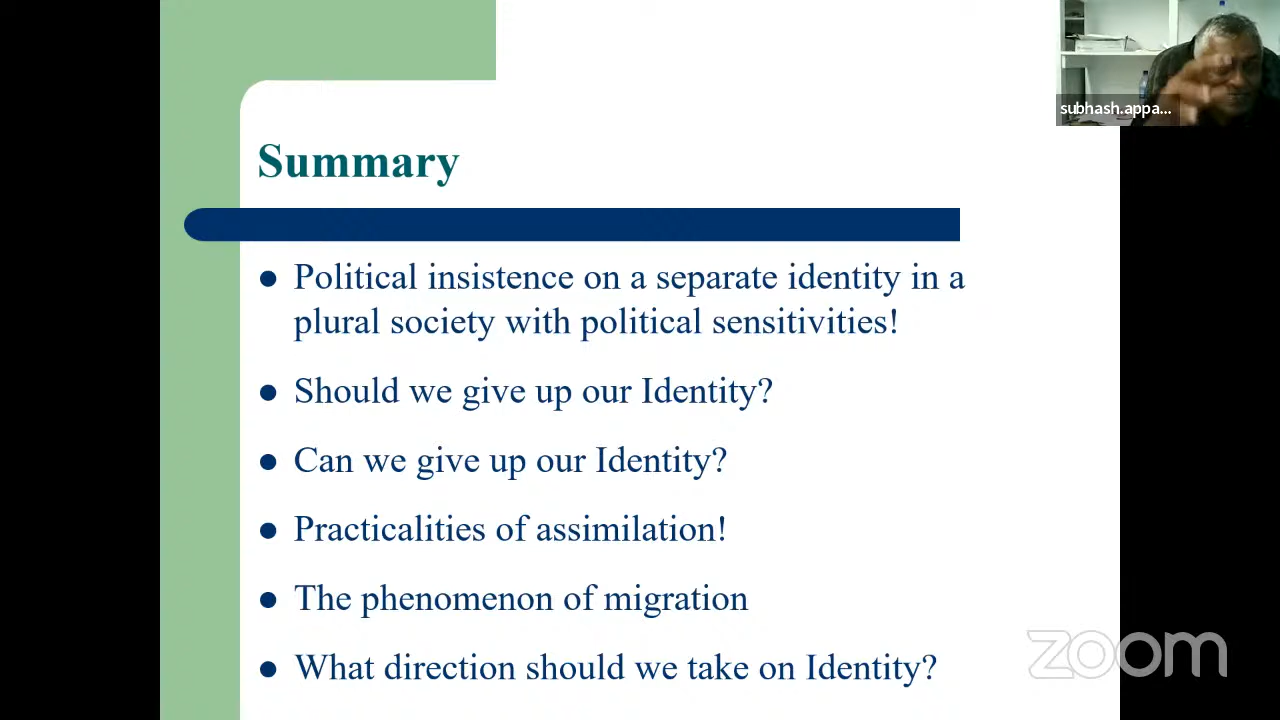 subhash.appa...
Summary
● Political insistence on a separate identity in a
plural society with political sensitivities!
● Should we give up our Identity?
● Can we give up our Identity?
● Practicalities of assimilation!
● The phenomenon of migration
● What direction should we take on Identity?
zoom